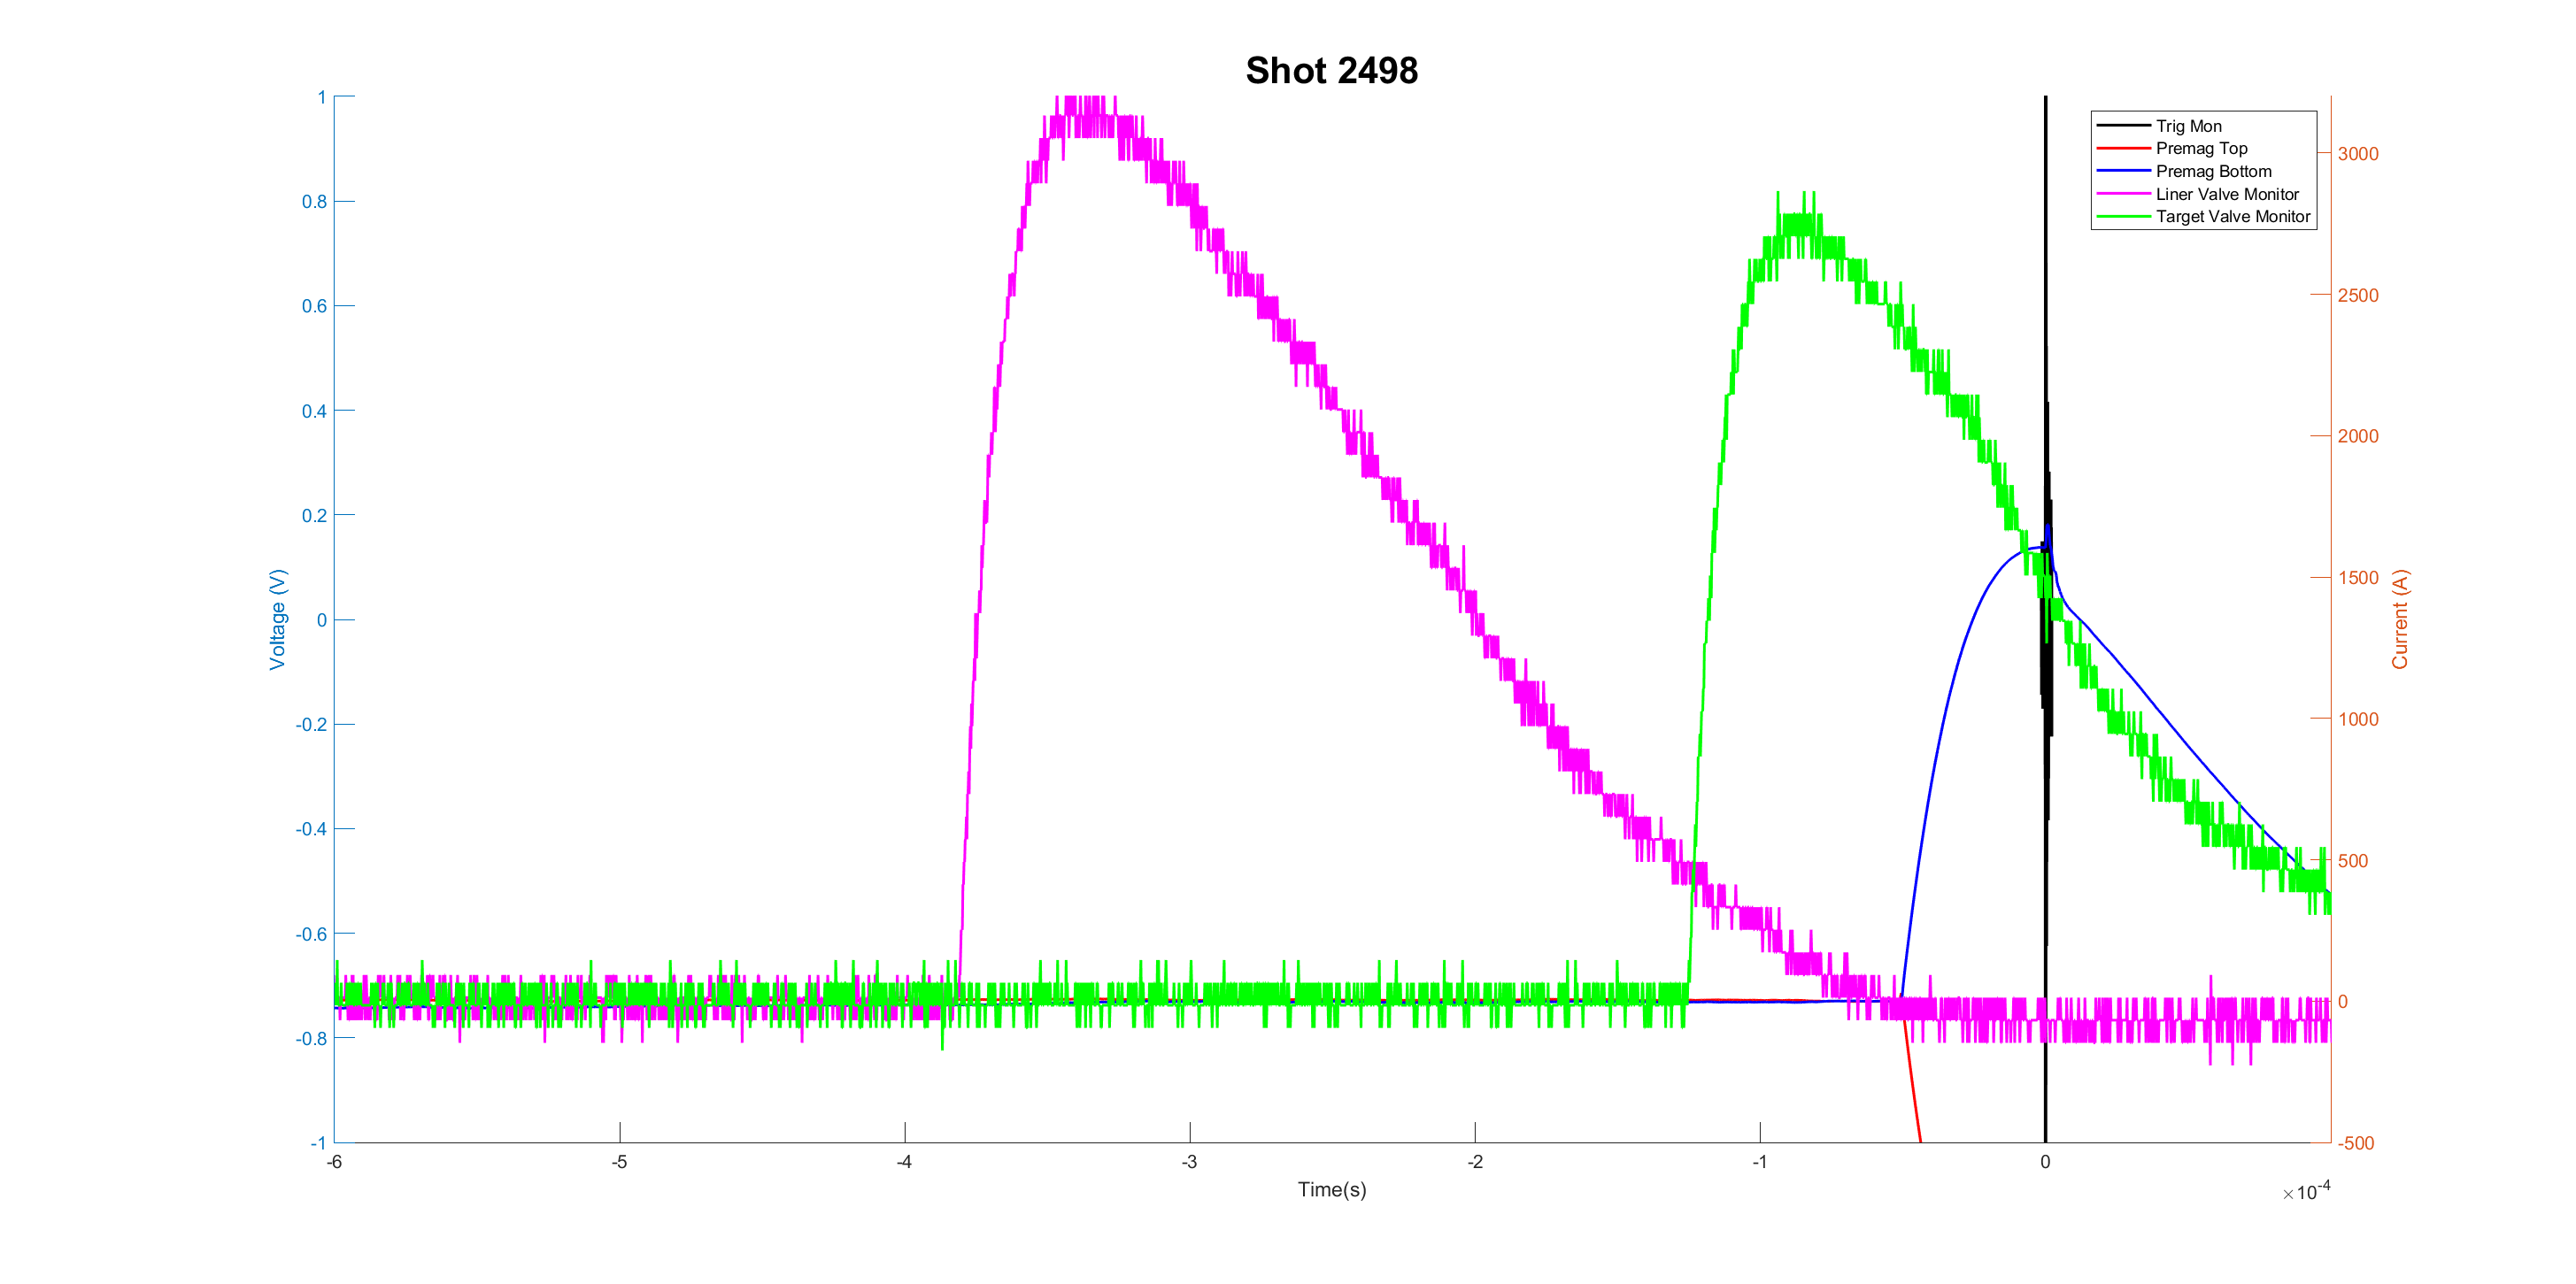 Shot 2498
1
0.8
0.6
0.4
0.2
0
-0.2
-0.4
-0.6
-0.8
-1
Voltage (V)
Trig Mon
Premag Top
Premag Bottom
Liner Valve Monitor
Target Valve Monitor
3000
2500
2000
1500
1000
500
0
-500
Current (A)
-6 -5 -4 -3 -2 -1 0
Time(s)
×10-4